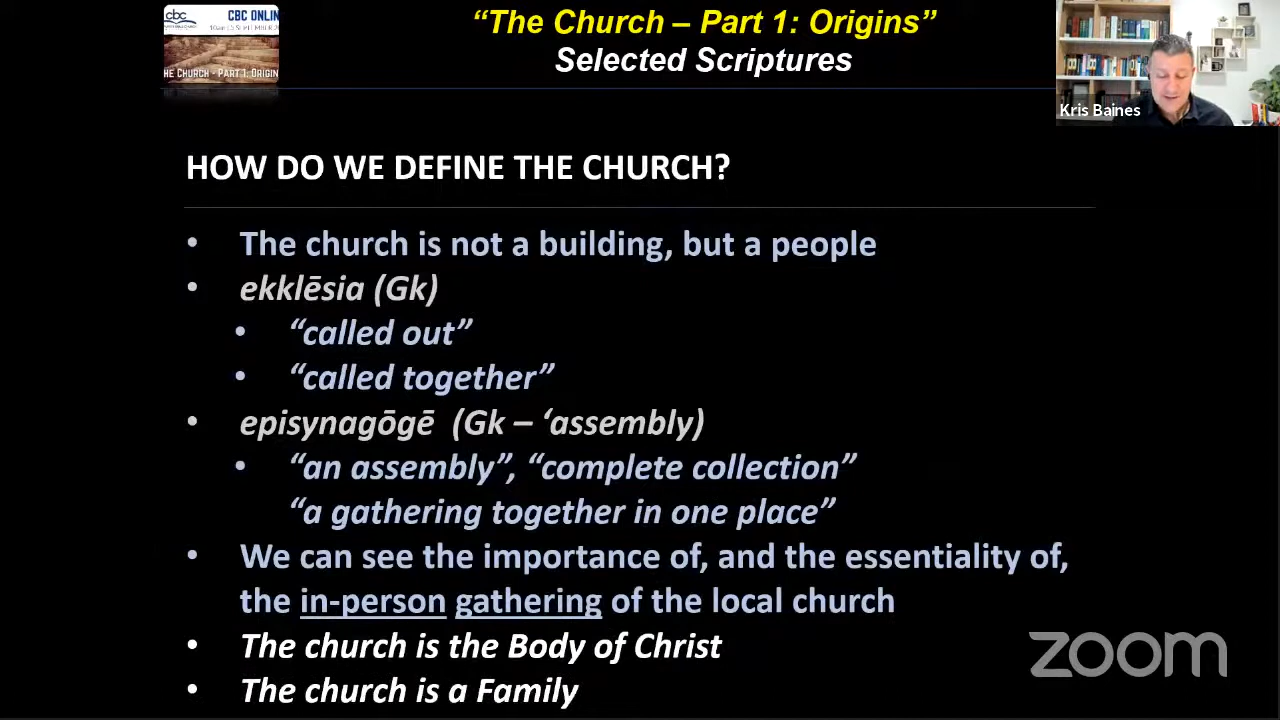 cbc
CBC ONLIN
HE CHURCH - PART 1: ORIGIN
“The Church – Part 1: Origins”
Selected Scriptures
Kris Baines
HOW DO WE DEFINE THE CHURCH?
• The church is not a building, but a people
• ekklēsia (Gk)
• “called out”
• “called together”
• episynagōgē (Gk – ‘assembly)
• “an assembly”, “complete collection”
“a gathering together in one place”
• We can see the importance of, and the essentiality of,
the in-person gathering of the local church
• The church is the Body of Christ
• The church is a Family
zoom